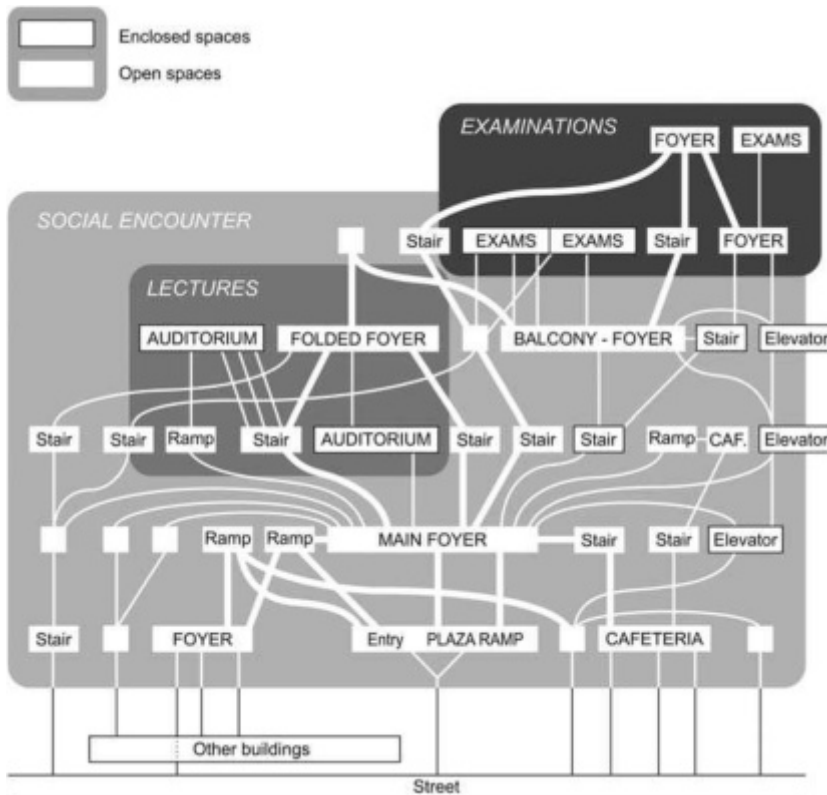 Enclosed spaces
Open spaces
EXAMINATIONS
FOYER EXAMS
SOCIAL ENCOUNTER
Stair EXAMS EXAMS Stair FOYER
LECTURES
AUDITORIUM FOLDED FOYER BALCONY - FOYER Stair Elevator
Stair Stair Ramp Stair AUDITORIUM Stair Stair Stair Ramp CAF. Elevator
Ramp Ramp MAIN FOYER Stair Stair Elevator
Stair FOYER Entry PLAZA RAMP CAFETERIA
Other buildings
Street